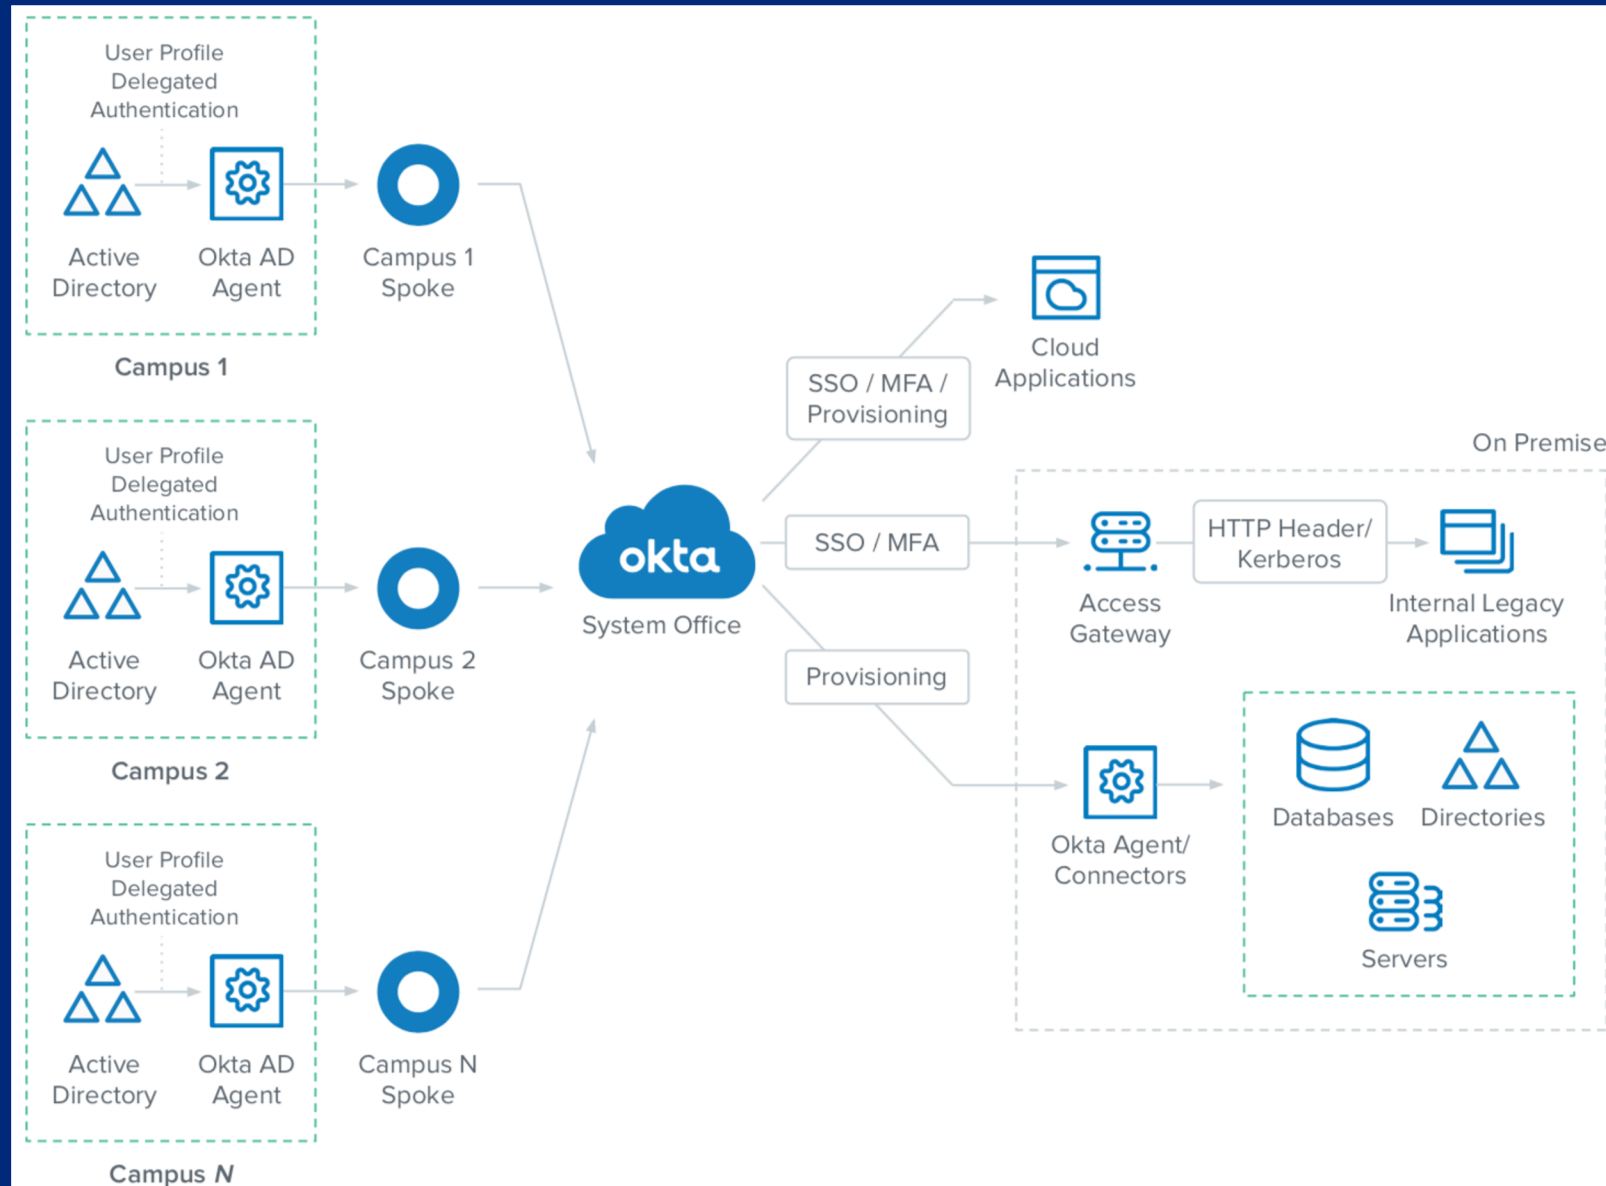 User Profile
Delegated
Authentication
Active
Directory
Okta AD
Agent
Campus 1
Spoke
Campus 1
User Profile
Delegated
Authentication
Active
Directory
Okta AD
Agent
Campus 2
Spoke
Campus 2
User Profile
Delegated
Authentication
Active
Directory
Okta AD
Agent
Campus N
Spoke
Campus N
okta
System Office
SSO / MFA /
Provisioning
Cloud
Applications
On Premise
SSO / MFA
Access
Gateway
HTTP Header/
Kerberos
Internal Legacy
Applications
Provisioning
Okta Agent/
Connectors
Databases
Directories
Servers